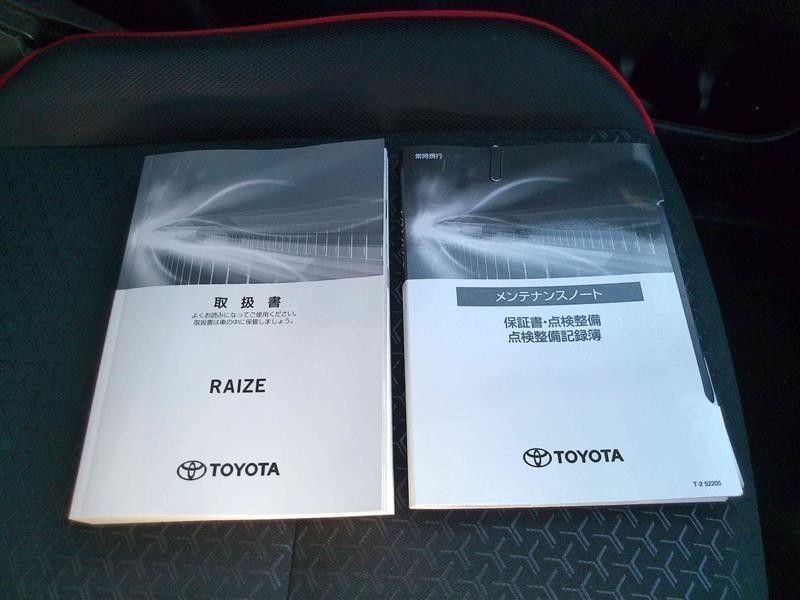 取扱書
よくお読みになってご使用ください。
取扱書は車の中に保管しましょう。
RAIZE
TOYOTA
常時携行
メンテナンスノート
保証書・点検整備
点検整備記録簿
TOYOTA
T-2 52205